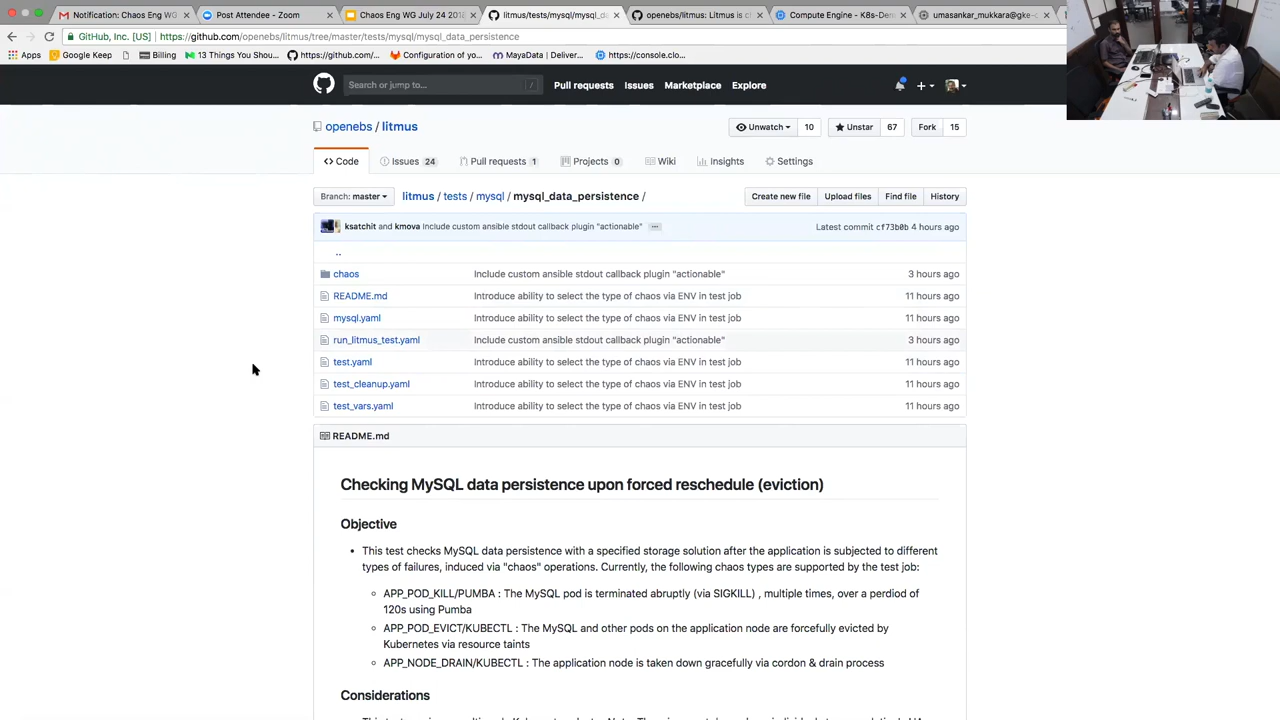 Notification: Chaos Eng WG
Post Attendee - Zoom
Chaos Eng WG July 24 2018
litmus/tests/mysql/mysql_d
openebs/litmus: Litmus is c
Compute Engine - K8s-Dem
umasankar_mukkara@gke-c
GitHub, Inc. [US] https://github.com/openebs/litmus/tree/master/tests/mysql/mysql_data_persistence
Apps Google Keep Billing 13 Things You Shou... https://github.com/... Configuration of yo... MayaData | Deliver... https://console.clo...
Search or jump to... / Pull requests Issues Marketplace Explore
openebs / litmus Unwatch 10 Unstar 67 Fork 15
Code Issues 24 Pull requests 1 Projects 0 Wiki Insights Settings
Branch: master litmus / tests / mysql / mysql_data_persistence / Create new file Upload files Find file History
ksatchit and kmova Include custom ansible stdout callback plugin "actionable" ... Latest commit cf73b0b 4 hours ago
..
chaos Include custom ansible stdout callback plugin "actionable" 3 hours ago
README.md Introduce ability to select the type of chaos via ENV in test job 11 hours ago
mysql.yaml Introduce ability to select the type of chaos via ENV in test job 11 hours ago
run_litmus_test.yaml Include custom ansible stdout callback plugin "actionable" 3 hours ago
test.yaml Introduce ability to select the type of chaos via ENV in test job 11 hours ago
test_cleanup.yaml Introduce ability to select the type of chaos via ENV in test job 11 hours ago
test_vars.yaml Introduce ability to select the type of chaos via ENV in test job 11 hours ago
README.md
Checking MySQL data persistence upon forced reschedule (eviction)
Objective
• This test checks MySQL data persistence with a specified storage solution after the application is subjected to different
types of failures, induced via "chaos" operations. Currently, the following chaos types are supported by the test job:
◦ APP_POD_KILL/PUMBA : The MySQL pod is terminated abruptly (via SIGKILL) , multiple times, over a perdiod of
120s using Pumba
◦ APP_POD_EVICT/KUBECTL : The MySQL and other pods on the application node are forcefully evicted by
Kubernetes via resource taints
◦ APP_NODE_DRAIN/KUBECTL : The application node is taken down gracefully via cordon & drain process
Considerations